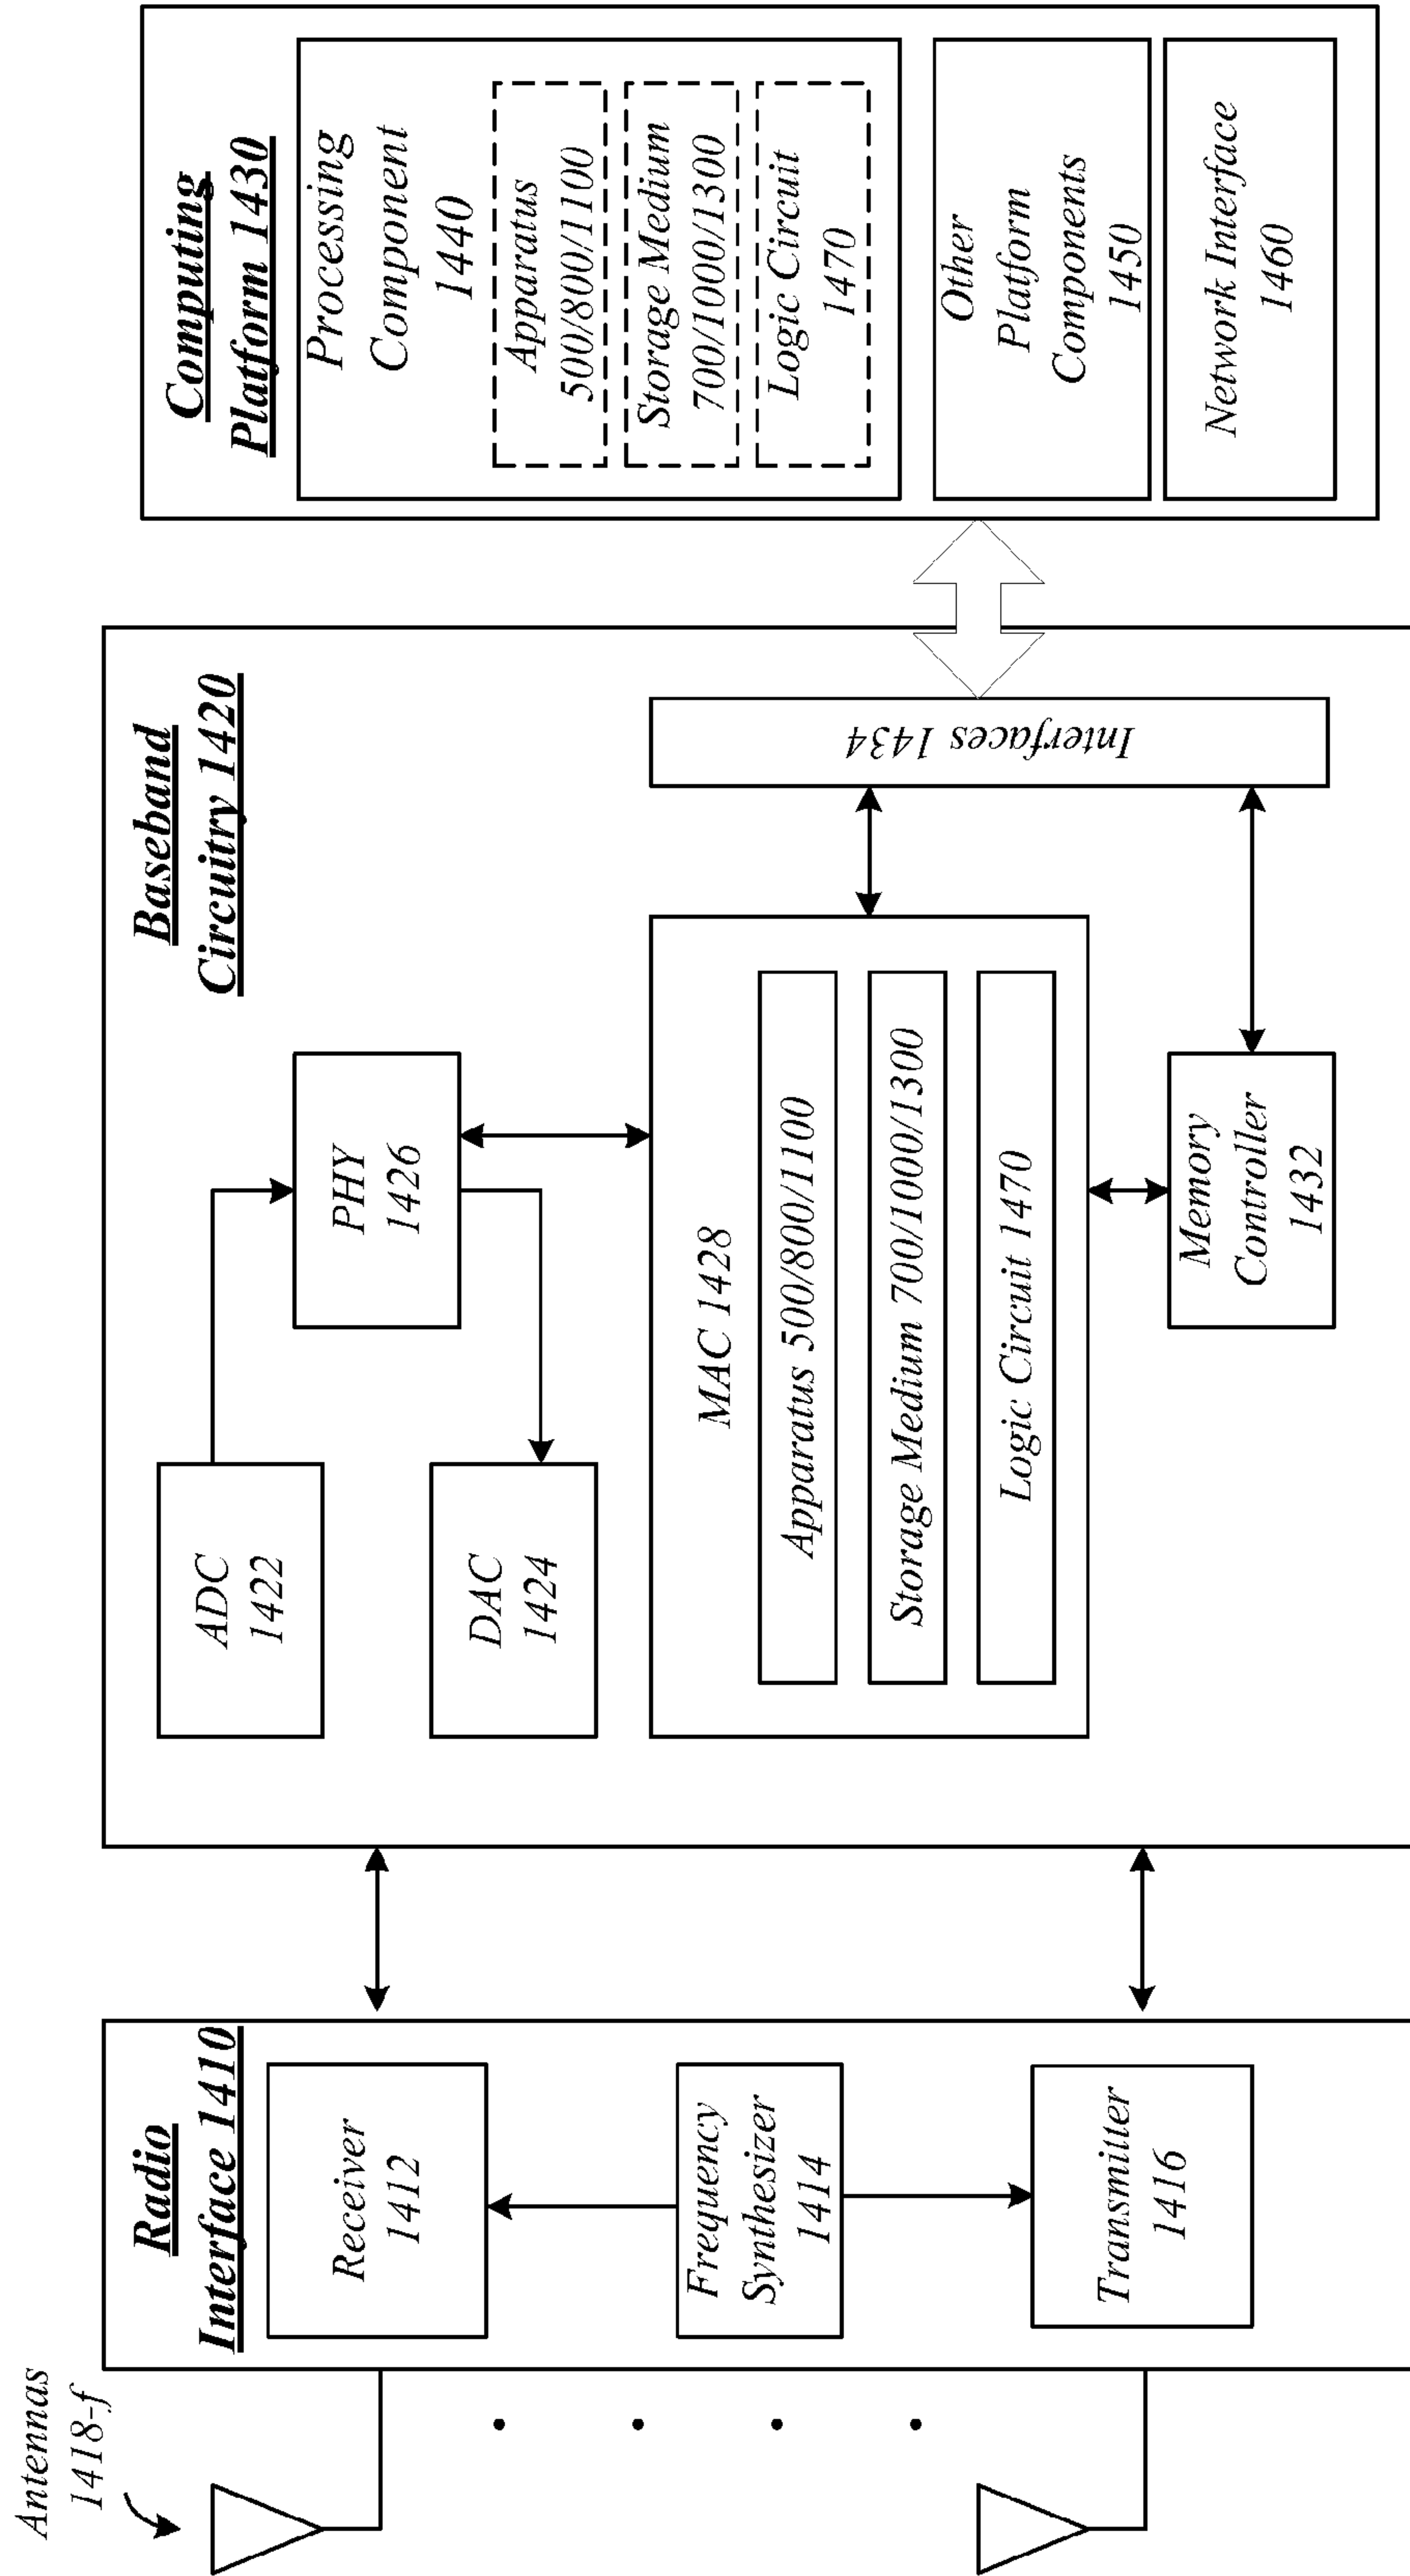 Antennas
1418-f
Radio
Interface 1410
Receiver
1412
Frequency
Synthesizer
1414
Transmitter
1416
Baseband
Circuitry 1420
ADC
1422
DAC
1424
PHY
1426
MAC 1428
Apparatus 500/800/1100
Storage Medium 700/1000/1300
Logic Circuit 1470
Memory
Controller
1432
Interfaces 1434
Computing
Platform 1430
Processing
Component
1440
Apparatus
500/800/1100
Storage Medium
700/1000/1300
Logic Circuit
1470
Other
Platform
Components
1450
Network Interface
1460